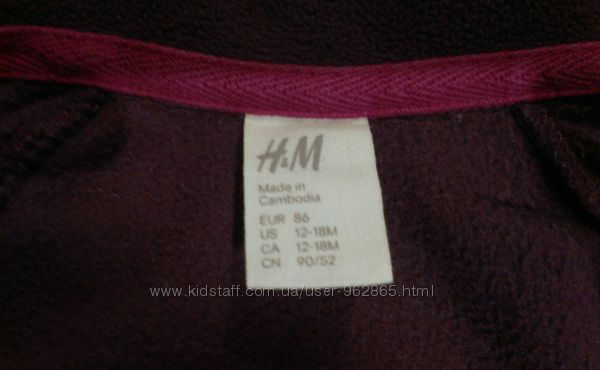 H&M
Made in
Cambodia
EUR 86
US 12-18M
CA 12-18M
CN 90/52
www.kidstaff.com.ua/user-962865.html